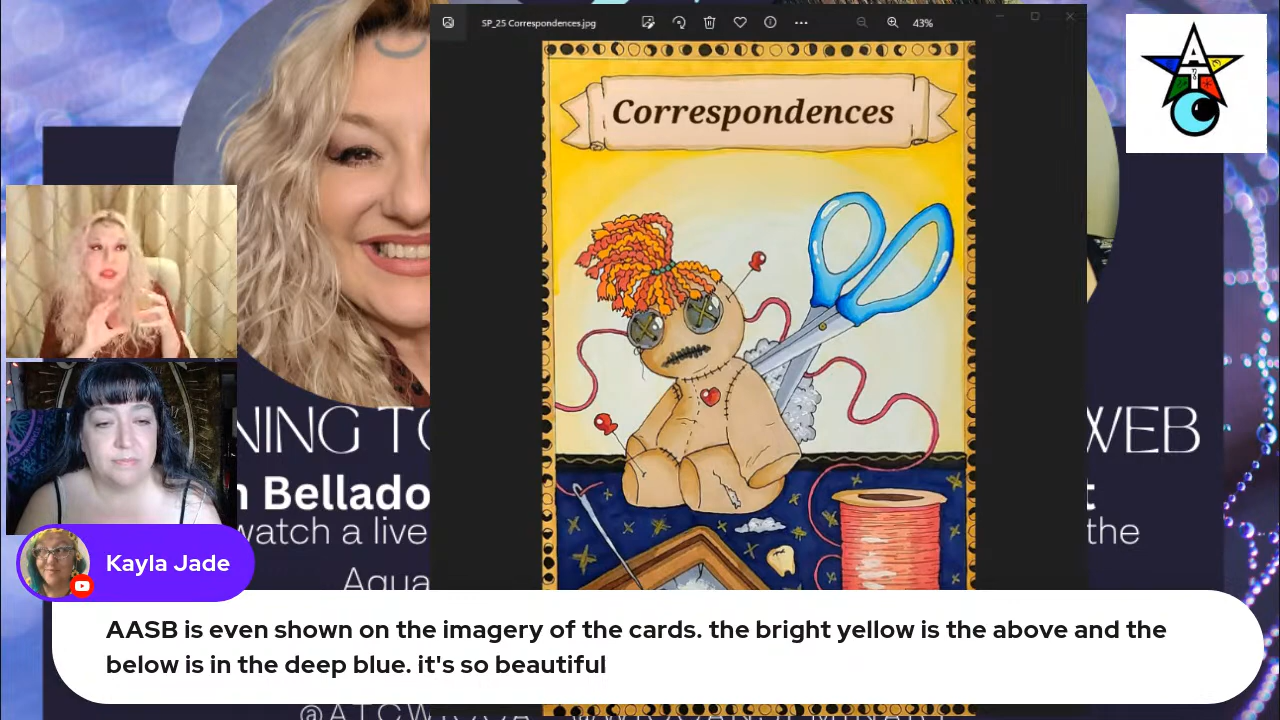 SP_25 Correspondences.jpg
43%
Correspondences
NING TO
WEB
Bellado
watch a live
the
Aqua
Kayla Jade
AASB is even shown on the imagery of the cards. the bright yellow is the above and the
below is in the deep blue. it's so beautiful